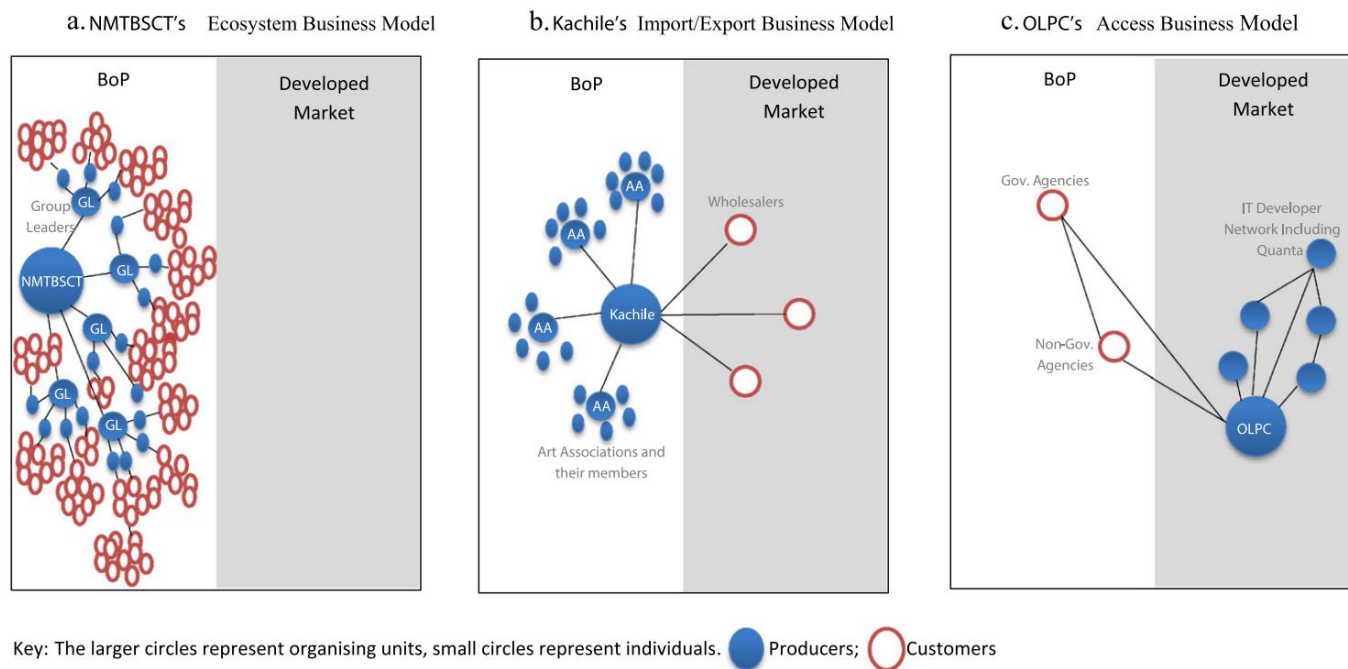 a. NMTBSCT's Ecosystem Business Model
BoP
Developed
Market
GL
Group
Leaders
GL
NMTBSCT
GL
GL
GL
b. Kachile's Import/Export Business Model
BoP
Developed
Market
AA
AA
Wholesalers
Kachile
AA
AA
Art Associations and
their members
c. OLPC's Access Business Model
BoP
Developed
Market
Gov. Agencies
IT Developer
Network Including
Quanta
Non-Gov.
Agencies
OLPC
Key: The larger circles represent organising units, small circles represent individuals. Producers; Customers